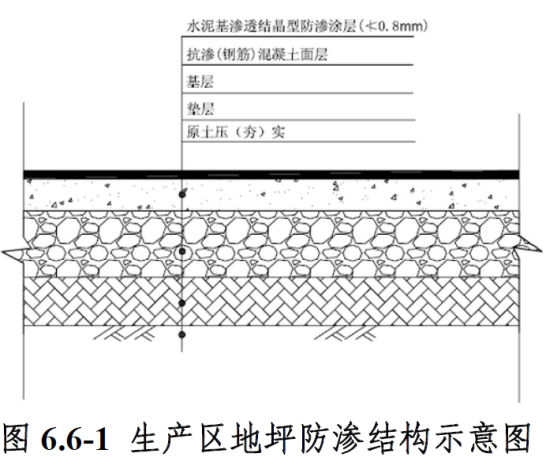 水泥基渗透结晶型防渗涂层(≮0.8mm)
抗渗(钢筋)混凝土面层
基层
垫层
原土压（夯）实
图 6.6-1 生产区地坪防渗结构示意图